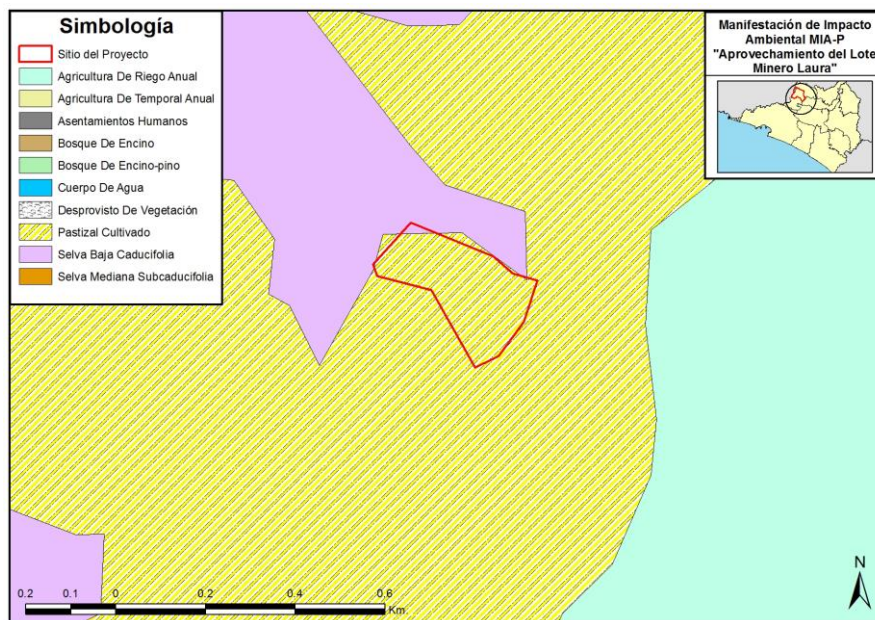 Simbología
Sitio del Proyecto
Agricultura De Riego Anual
Agricultura De Temporal Anual
Asentamientos Humanos
Bosque De Encino
Bosque De Encino-pino
Cuerpo De Agua
Desprovisto De Vegetación
Pastizal Cultivado
Selva Baja Caducifolia
Selva Mediana Subcaducifolia
Manifestación de Impacto
Ambiental MIA-P
"Aprovechamiento del Lote
Minero Laura"
N
0.2 0.1 0 0.2 0.4 0.6
Km.